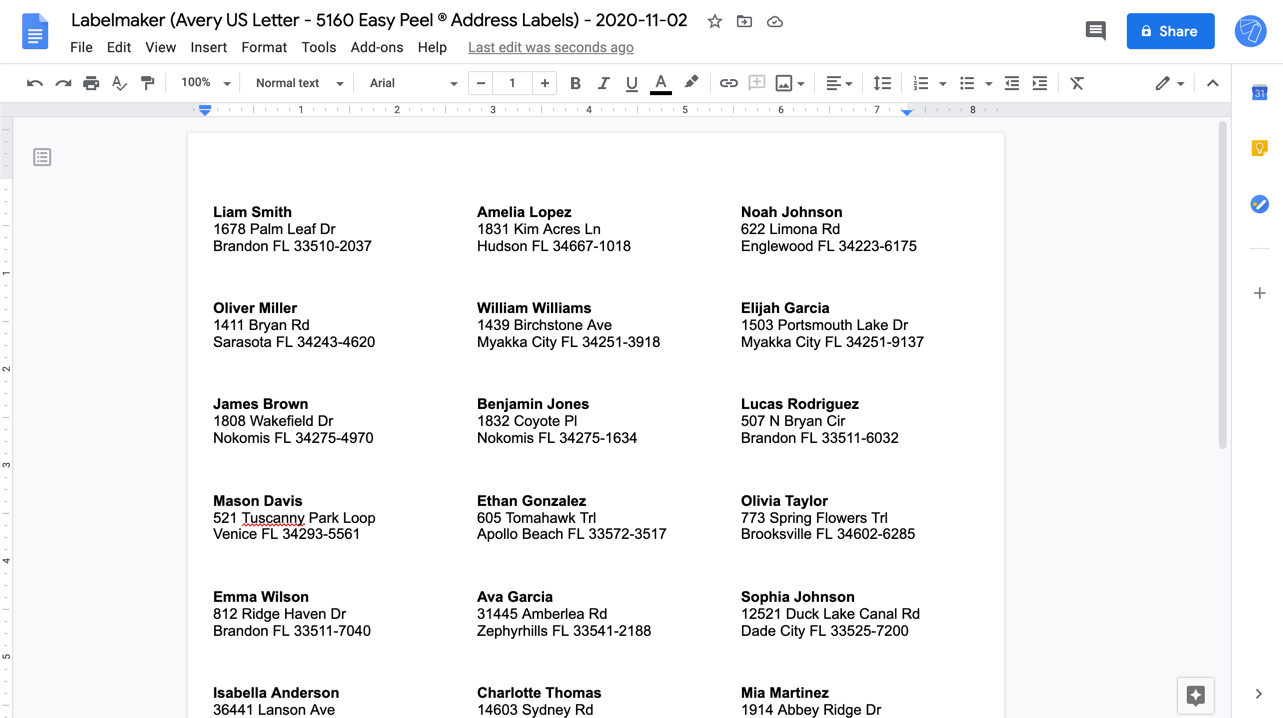 Labelmaker (Avery US Letter - 5160 Easy Peel ® Address Labels) - 2020-11-02
Share
File Edit View Insert Format Tools Add-ons Help Last edit was seconds ago
100% Normal text Arial − 1 + B I U A
1 2 3 4 5 6 7 8
31
Liam Smith
1678 Palm Leaf Dr
Brandon FL 33510-2037
Amelia Lopez
1831 Kim Acres Ln
Hudson FL 34667-1018
Noah Johnson
622 Limona Rd
Englewood FL 34223-6175
Oliver Miller
1411 Bryan Rd
Sarasota FL 34243-4620
William Williams
1439 Birchstone Ave
Myakka City FL 34251-3918
Elijah Garcia
1503 Portsmouth Lake Dr
Myakka City FL 34251-9137
James Brown
1808 Wakefield Dr
Nokomis FL 34275-4970
Benjamin Jones
1832 Coyote Pl
Nokomis FL 34275-1634
Lucas Rodriguez
507 N Bryan Cir
Brandon FL 33511-6032
Mason Davis
521 Tuscanny Park Loop
Venice FL 34293-5561
Ethan Gonzalez
605 Tomahawk Trl
Apollo Beach FL 33572-3517
Olivia Taylor
773 Spring Flowers Trl
Brooksville FL 34602-6285
Emma Wilson
812 Ridge Haven Dr
Brandon FL 33511-7040
Ava Garcia
31445 Amberlea Rd
Zephyrhills FL 33541-2188
Sophia Johnson
12521 Duck Lake Canal Rd
Dade City FL 33525-7200
Isabella Anderson
36441 Lanson Ave
Charlotte Thomas
14603 Sydney Rd
Mia Martinez
1914 Abbey Ridge Dr
1
2
3
4
5